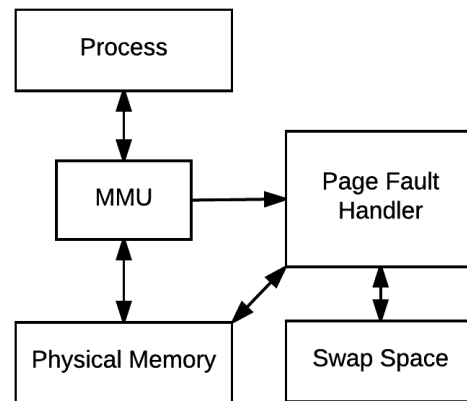 Process
MMU
Page Fault
Handler
Physical Memory
Swap Space